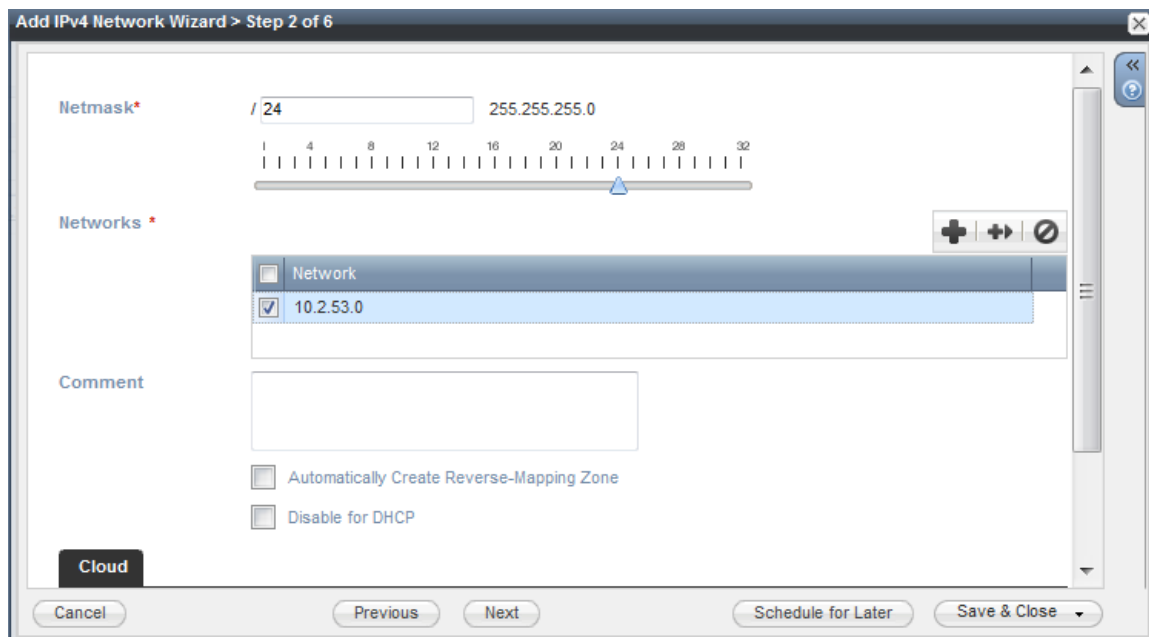 Add IPv4 Network Wizard > Step 2 of 6
Netmask*
/ 24
255.255.255.0
4 8 12 16 20 24 28 32
Networks *
Network
10.2.53.0
Comment
Automatically Create Reverse-Mapping Zone
Disable for DHCP
Cloud
Cancel
Previous
Next
Schedule for Later
Save & Close